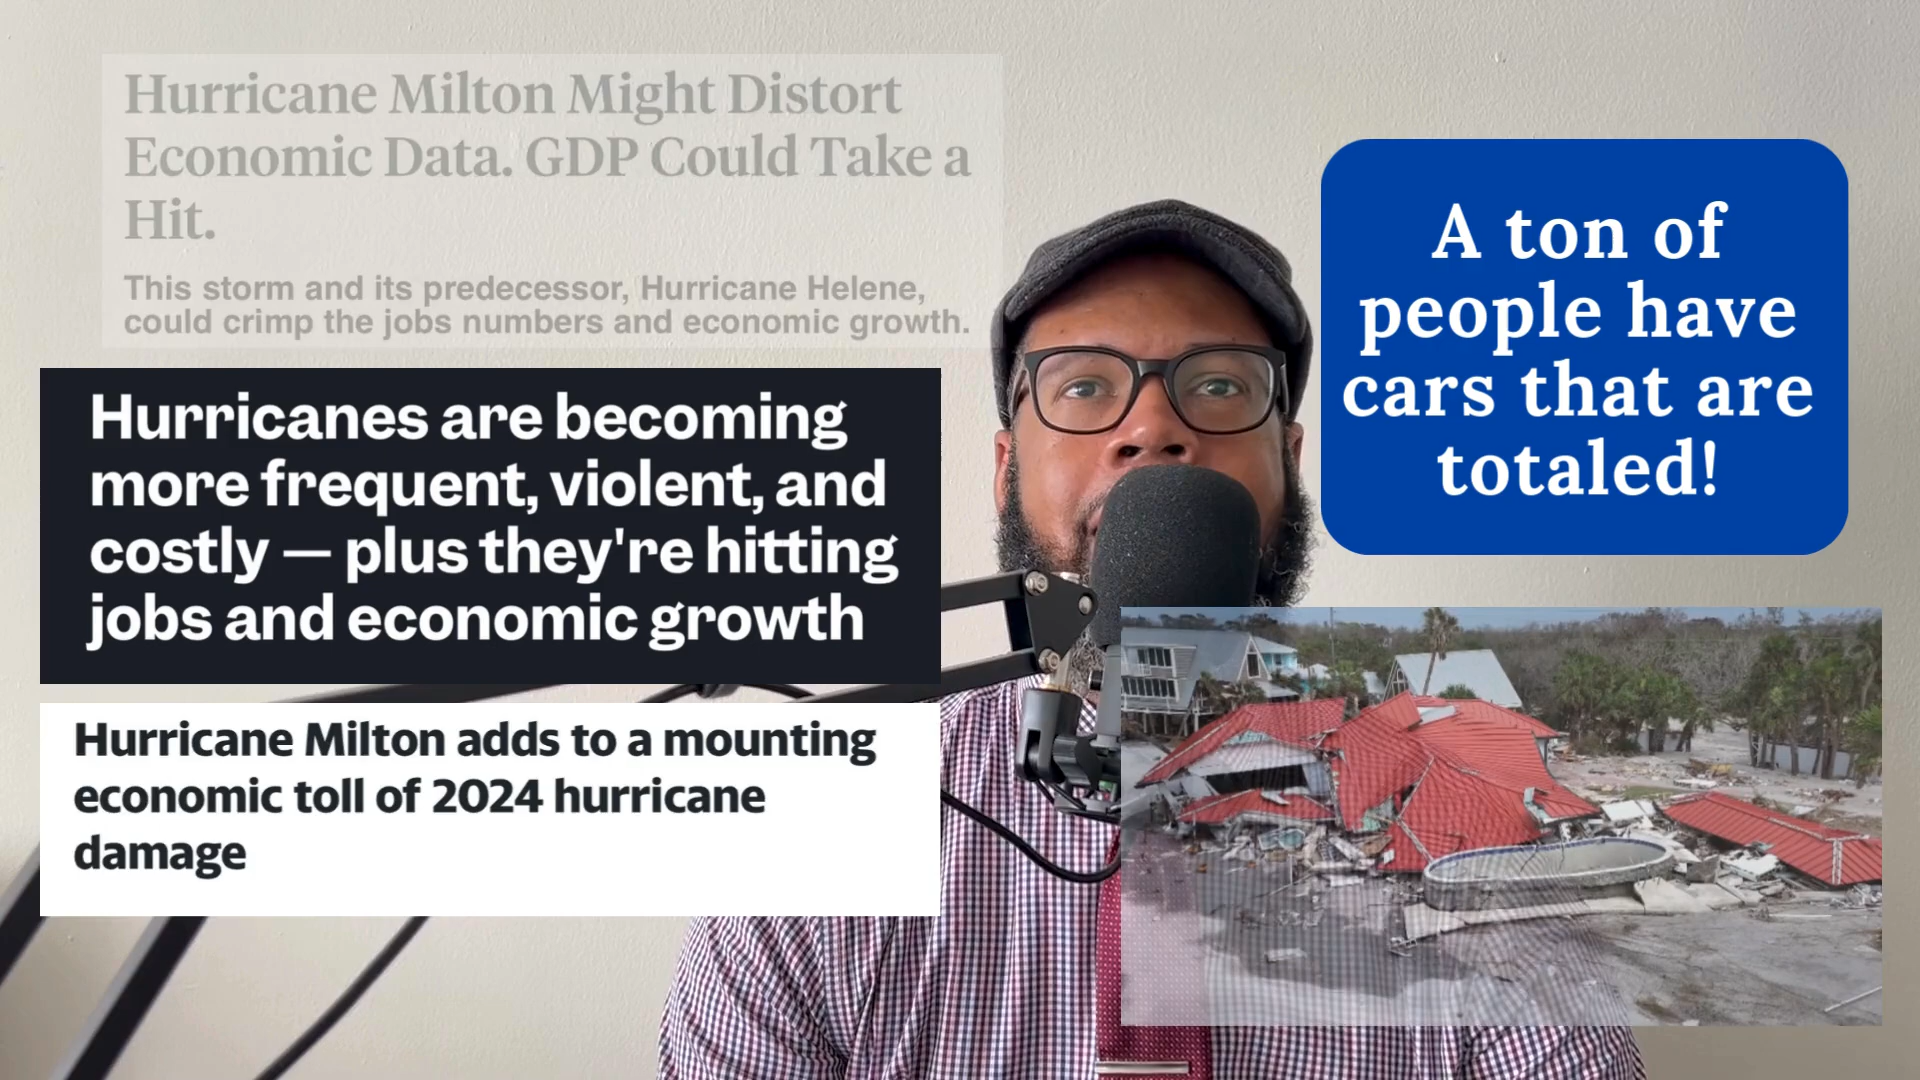 Hurricane Milton Might Distort
Economic Data. GDP Could Take a
Hit.
This storm and its predecessor, Hurricane Helene,
could crimp the jobs numbers and economic growth.
Hurricanes are becoming
more frequent, violent, and
costly — plus they're hitting
jobs and economic growth
Hurricane Milton adds to a mounting
economic toll of 2024 hurricane
damage
A ton of
people have
cars that are
totaled!